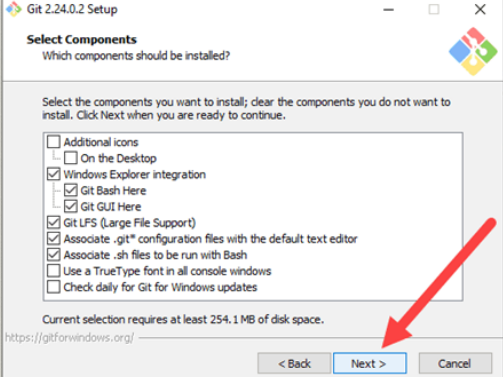 Git 2.24.0.2 Setup
Select Components
Which components should be installed?
Select the components you want to install; clear the components you do not want to
install. Click Next when you are ready to continue.
Additional icons
On the Desktop
Windows Explorer integration
Git Bash Here
Git GUI Here
Git LFS (Large File Support)
Associate .git* configuration files with the default text editor
Associate .sh files to be run with Bash
Use a TrueType font in all console windows
Check daily for Git for Windows updates
Current selection requires at least 254.1 MB of disk space.
https://gitforwindows.org/
< Back Next > Cancel